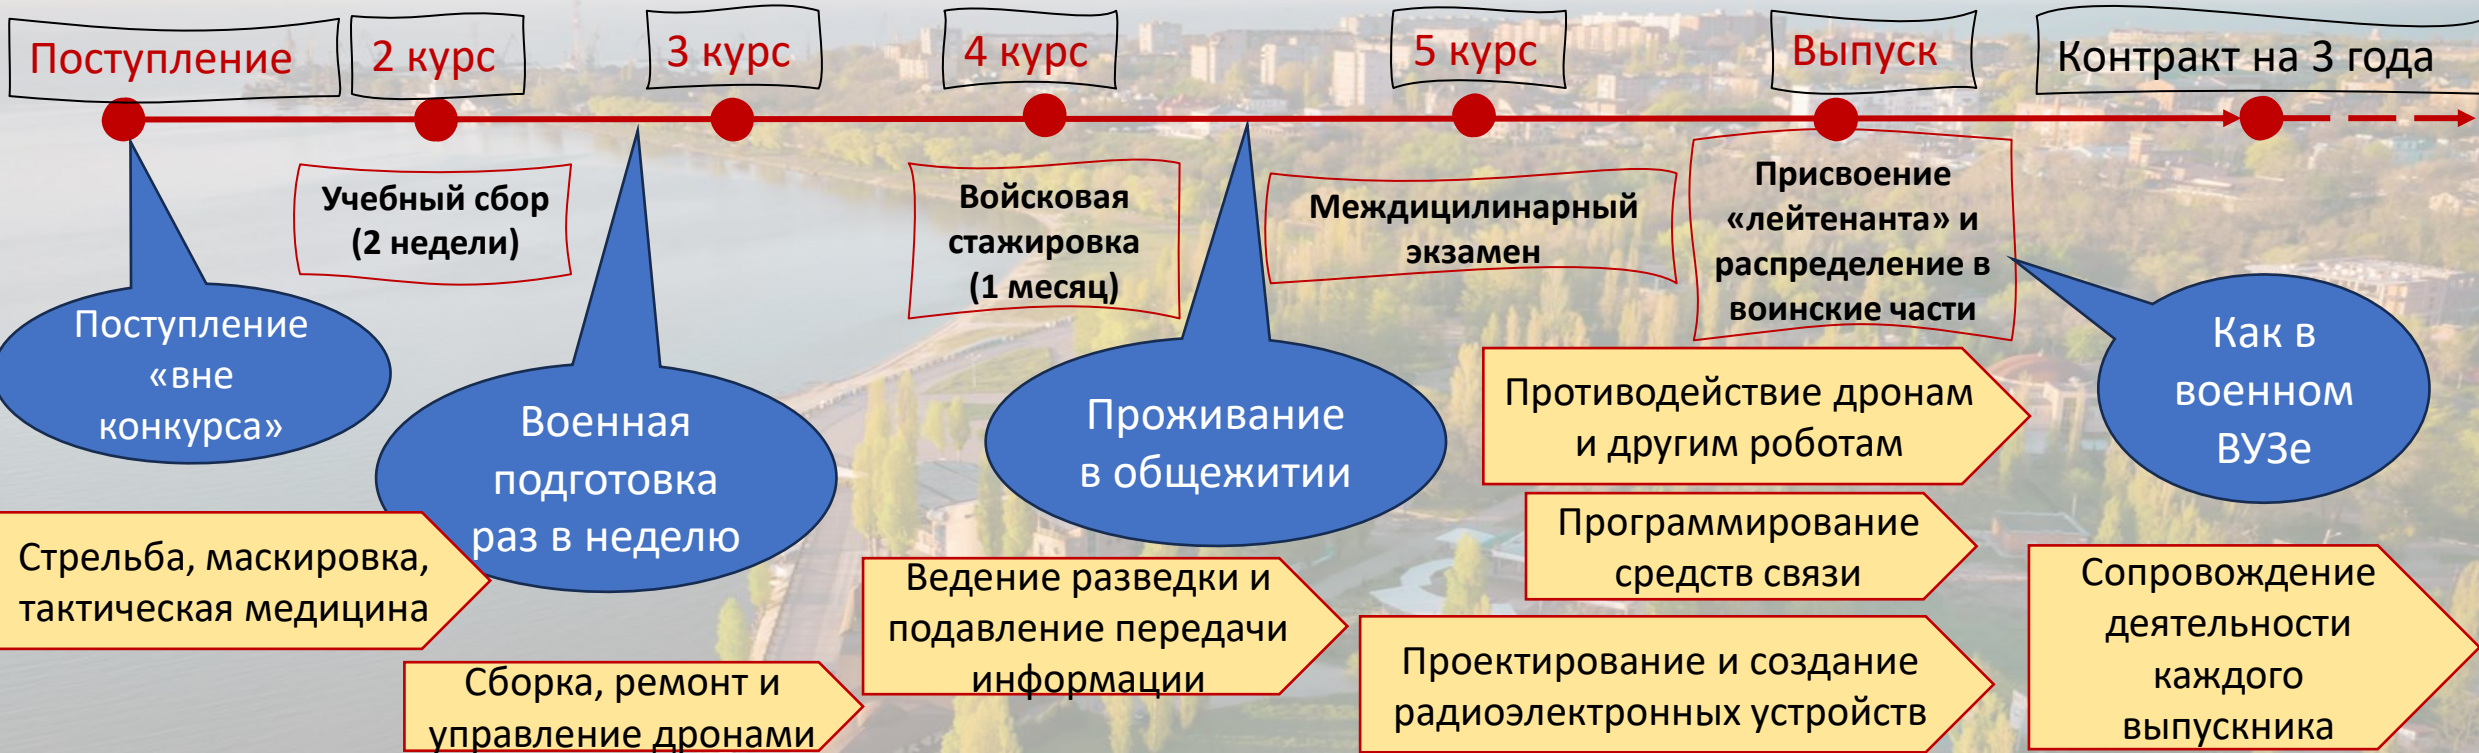 Поступление
2 курс
3 курс
4 курс
5 курс
Выпуск
Контракт на 3 года
Учебный сбор
(2 недели)
Войсковая
стажировка
(1 месяц)
Междицилинарный
экзамен
Присвоение
«лейтенанта» и
распределение в
воинские части
Поступление
«вне
конкурса»
Военная
подготовка
раз в неделю
Проживание
в общежитии
Как в
военном
ВУЗе
Стрельба, маскировка,
тактическая медицина
Сборка, ремонт и
управление дронами
Ведение разведки и
подавление передачи
информации
Противодействие дронам
и другим роботам
Программирование
средств связи
Проектирование и создание
радиоэлектронных устройств
Сопровождение
деятельности
каждого
выпускника